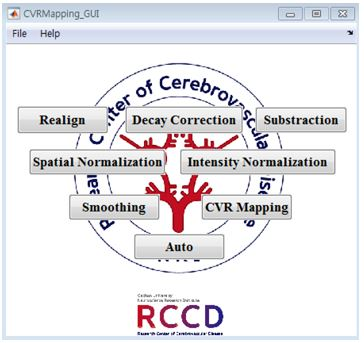 CVRMapping_GUI
File Help
Center of Cerebrovascula
Realign Decay Correction Substraction
Spatial Normalization Intensity Normalization
Smoothing CVR Mapping
Auto
RCCD
Research Center of Cerebrovascular Disease